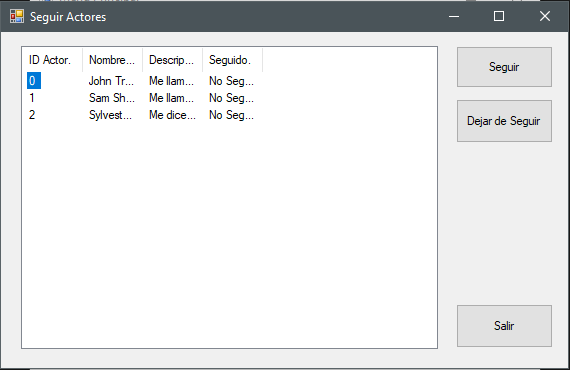 Seguir Actores
ID Actor. Nombre... Descrip... Seguido.
0 John Tr... Me llam... No Seg...
1 Sam Sh... Me llam... No Seg...
2 Sylvest... Me dice... No Seg...
Seguir
Dejar de Seguir
Salir